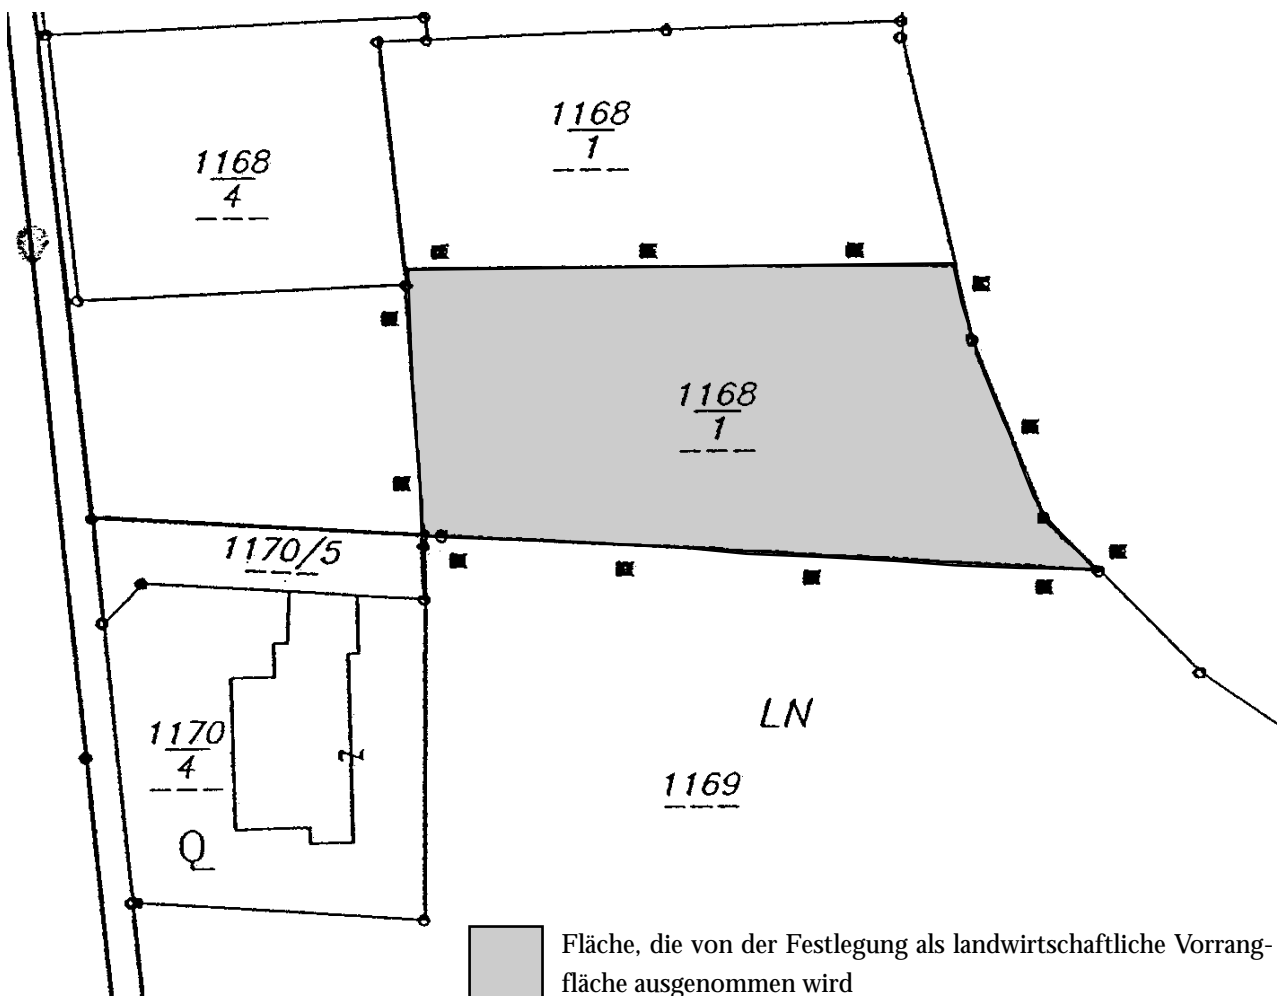 1168
1
1168
4
1168
1
1170/5
1170
4
LN
1169
Q
Fläche, die von der Festlegung als landwirtschaftliche Vorrang-
fläche ausgenommen wird